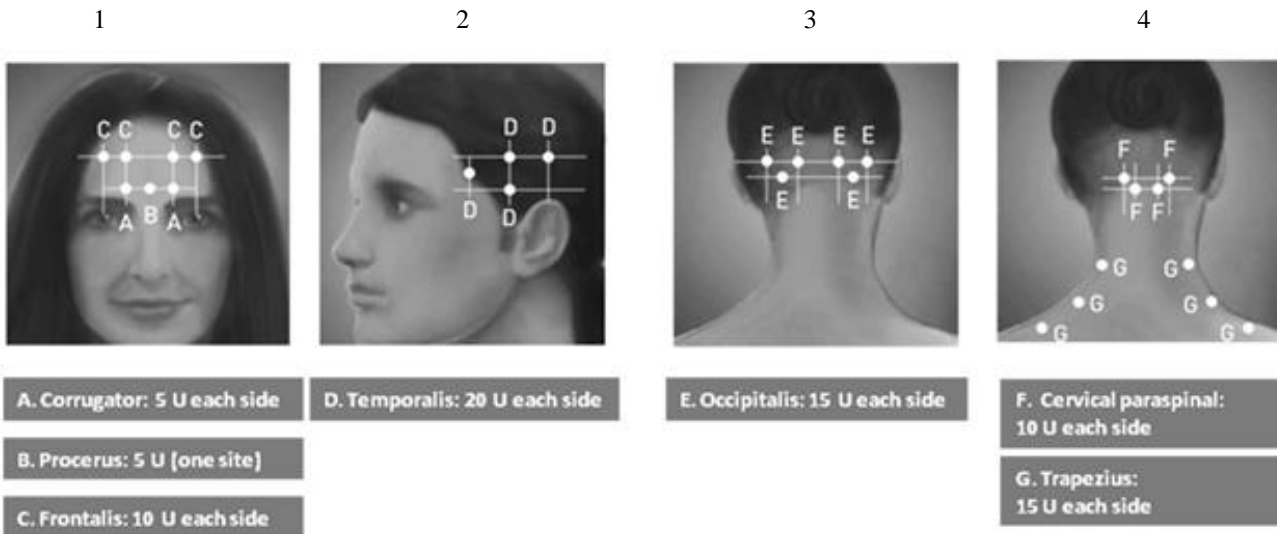 1 2 3 4
C C C C
A B A
D D
D D
E E E E
E E
F F
F F
G G
G G
G G
A. Corrugator: 5 U each side
B. Procerus: 5 U (one site)
C. Frontalis: 10 U each side
D. Temporalis: 20 U each side
E. Occipitalis: 15 U each side
F. Cervical paraspinal:
10 U each side
G. Trapezius:
15 U each side